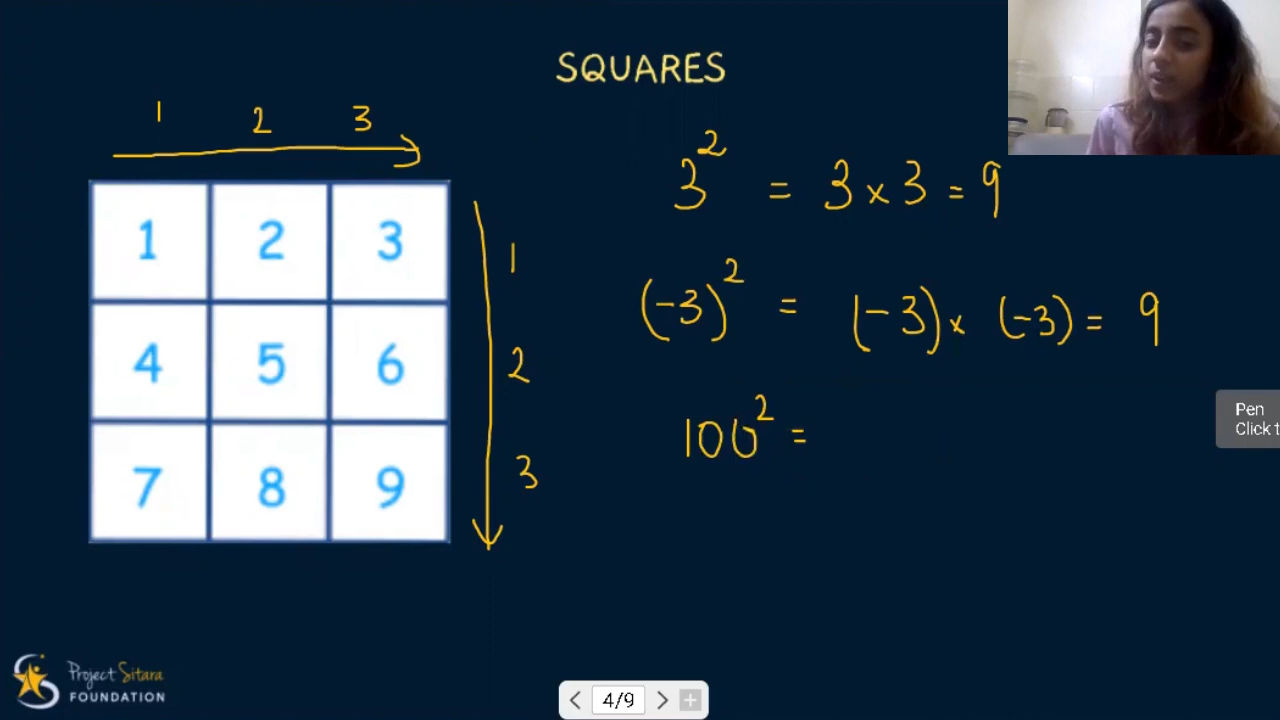 SQUARES
1 2 3
1 2 3
4 5 6
7 8 9
1
2
3
3² = 3 × 3 = 9
(-3)² = (-3) × (-3) = 9
100² =
Pen
Click t
Project Sitara
FOUNDATION
4/9